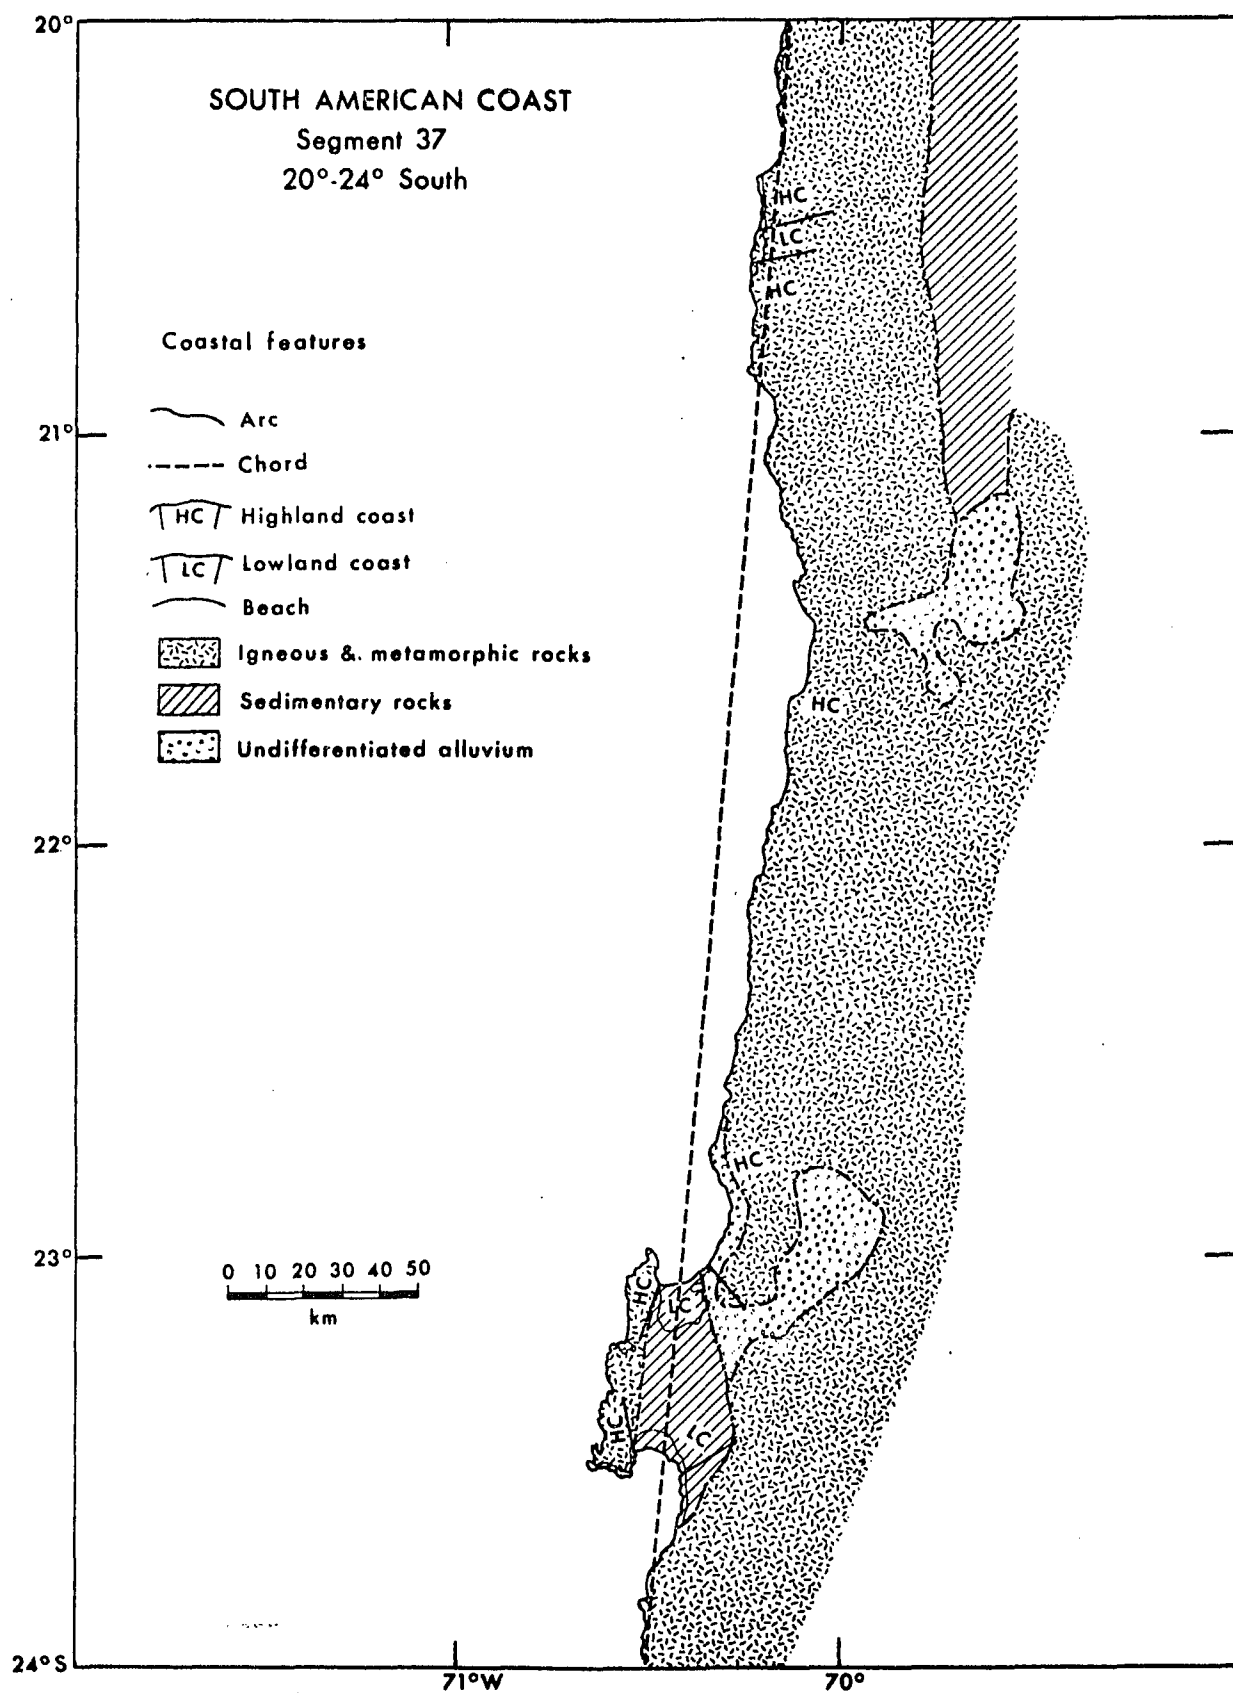 20°
SOUTH AMERICAN COAST
Segment 37
20°-24° South
HC
LC
HC
Coastal features
Arc
21°
Chord
HC Highland coast
LC Lowland coast
Beach
Igneous &. metamorphic rocks
Sedimentary rocks
HC
Undifferentiated alluvium
22°
HC
23°
0 10 20 30 40 50
km
HC
LC
HC
LC
24°S
71°W
70°